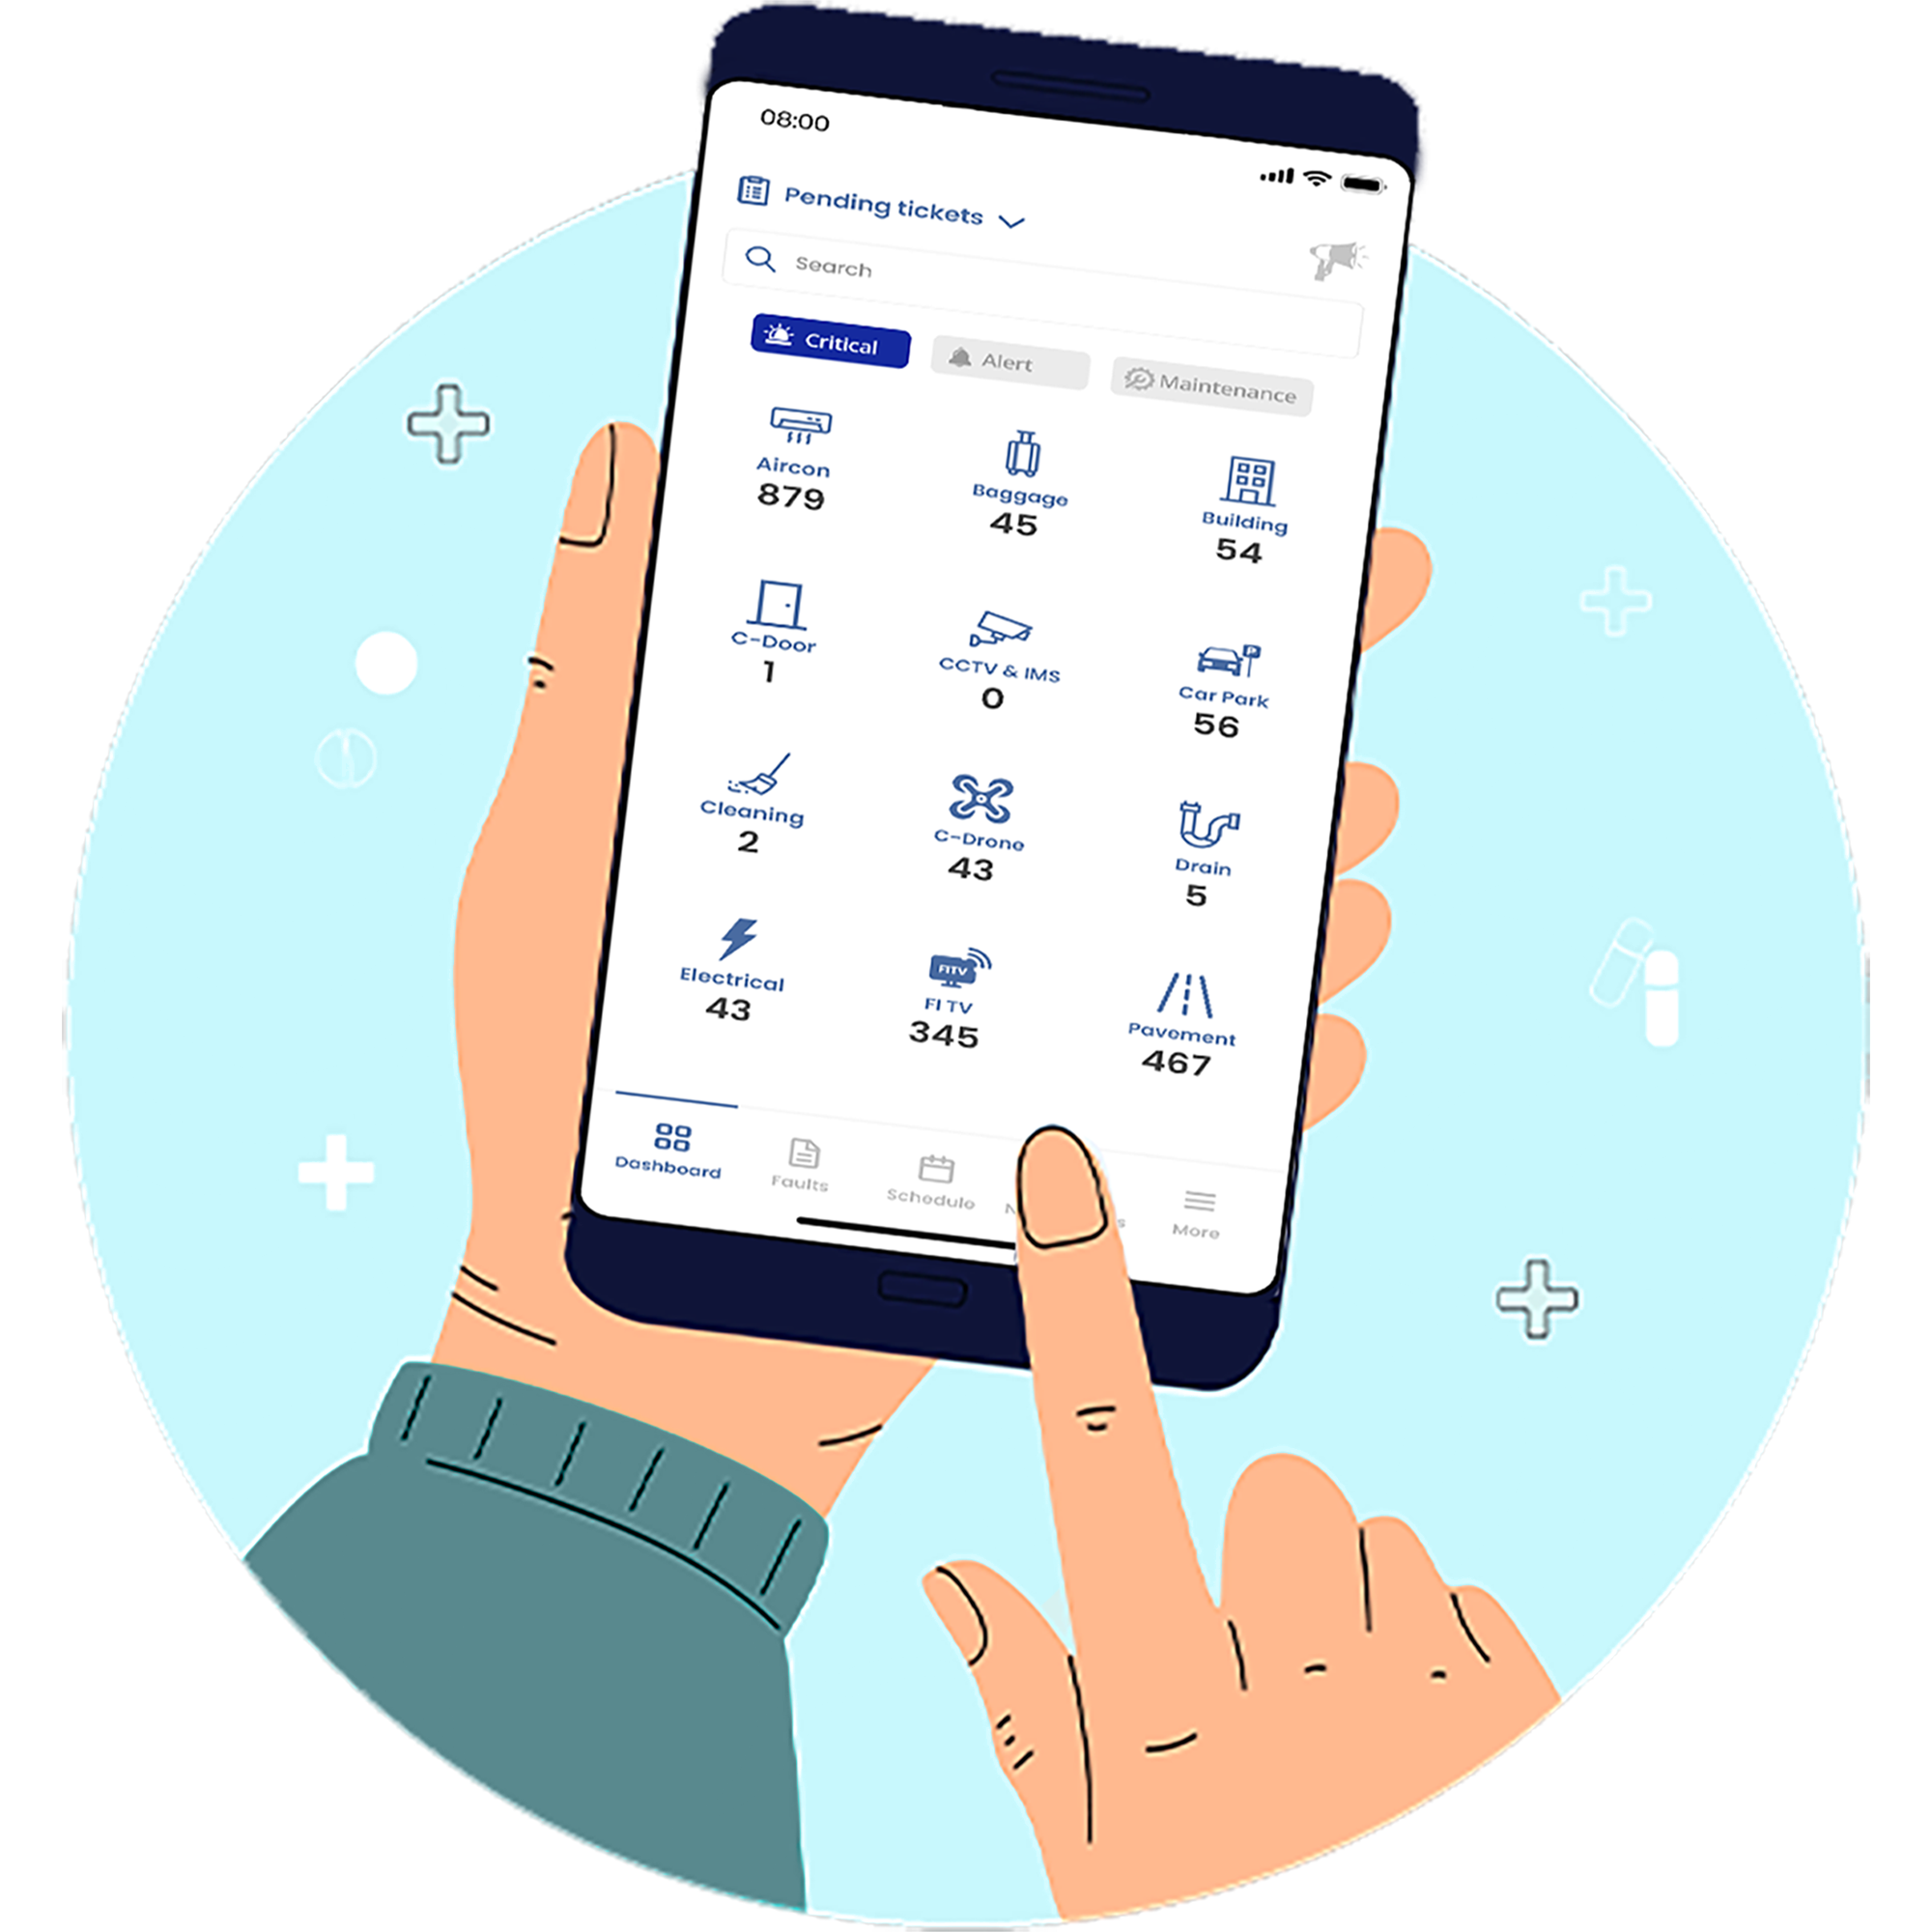 08:00
Pending tickets
Search
Critical
Alert
Maintenance
Aircon
Baggage
Building
879
45
54
C-Door
CCTV & IMS
Car Park
1
0
56
Cleaning
C-Drone
Drain
2
43
5
Electrical
FITV
FI TV
Pavement
43
345
467
Dashboard
Faults
Schedule
More